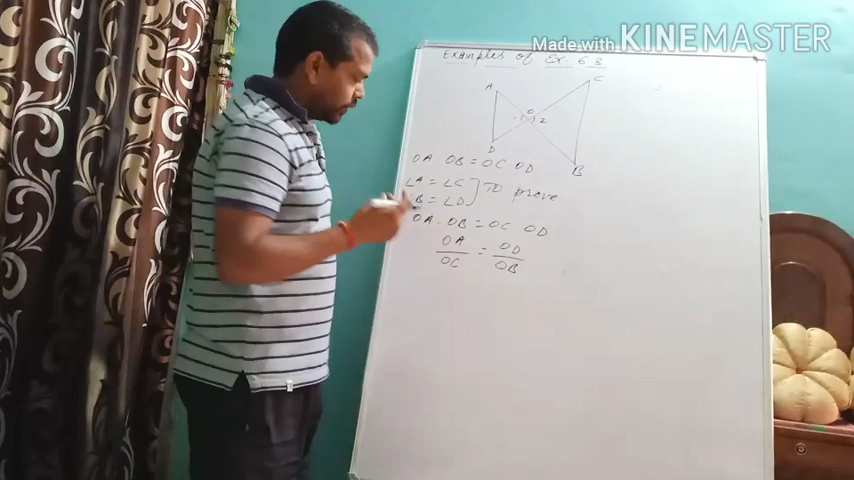 Made with KINEMASTER
Examples of Ex. 6.3
A
C
O
1 2
D
B
OA OB = OC OD
∠A = ∠C
∠B = ∠D
To prove
OA . OB = OC OD
OA/OC = OD/OB